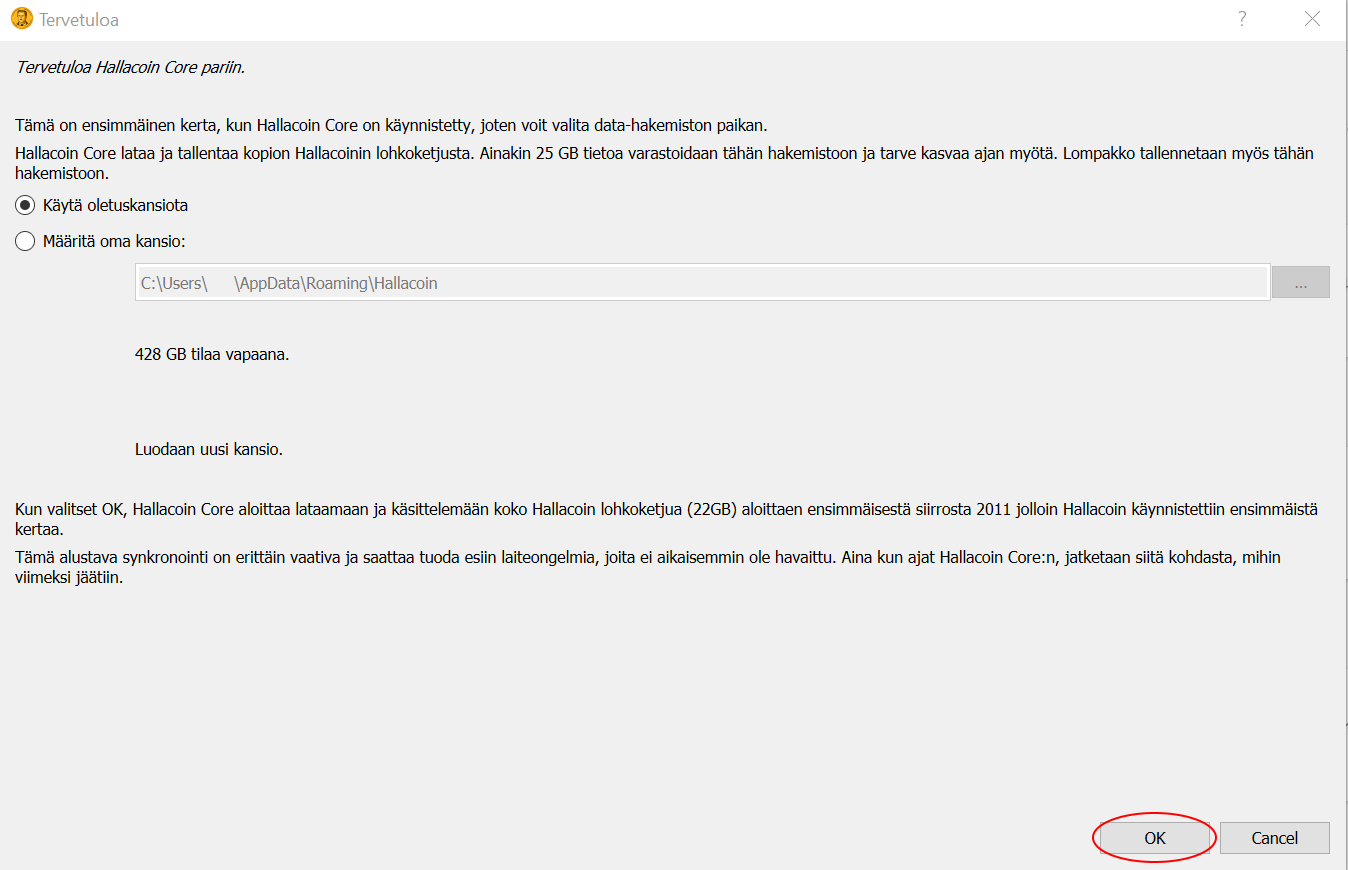 Tervetuloa
Tervetuloa Hallacoin Core pariin.
Tämä on ensimmäinen kerta, kun Hallacoin Core on käynnistetty, joten voit valita data-hakemiston paikan.
Hallacoin Core lataa ja tallentaa kopion Hallacoinin lohkoketjusta. Ainakin 25 GB tietoa varastoidaan tähän hakemistoon ja tarve kasvaa ajan myötä. Lompakko tallennetaan myös tähän
hakemistoon.
Käytä oletuskansiota
Määritä oma kansio:
C:\Users\ \AppData\Roaming\Hallacoin
...
428 GB tilaa vapaana.
Luodaan uusi kansio.
Kun valitset OK, Hallacoin Core aloittaa lataamaan ja käsittelemään koko Hallacoin lohkoketjua (22GB) aloittaen ensimmäisestä siirrosta 2011 jolloin Hallacoin käynnistettiin ensimmäistä
kertaa.
Tämä alustava synkronointi on erittäin vaativa ja saattaa tuoda esiin laiteongelmia, joita ei aikaisemmin ole havaittu. Aina kun ajat Hallacoin Core:n, jatketaan siitä kohdasta, mihin
viimeksi jäätiin.
OK Cancel